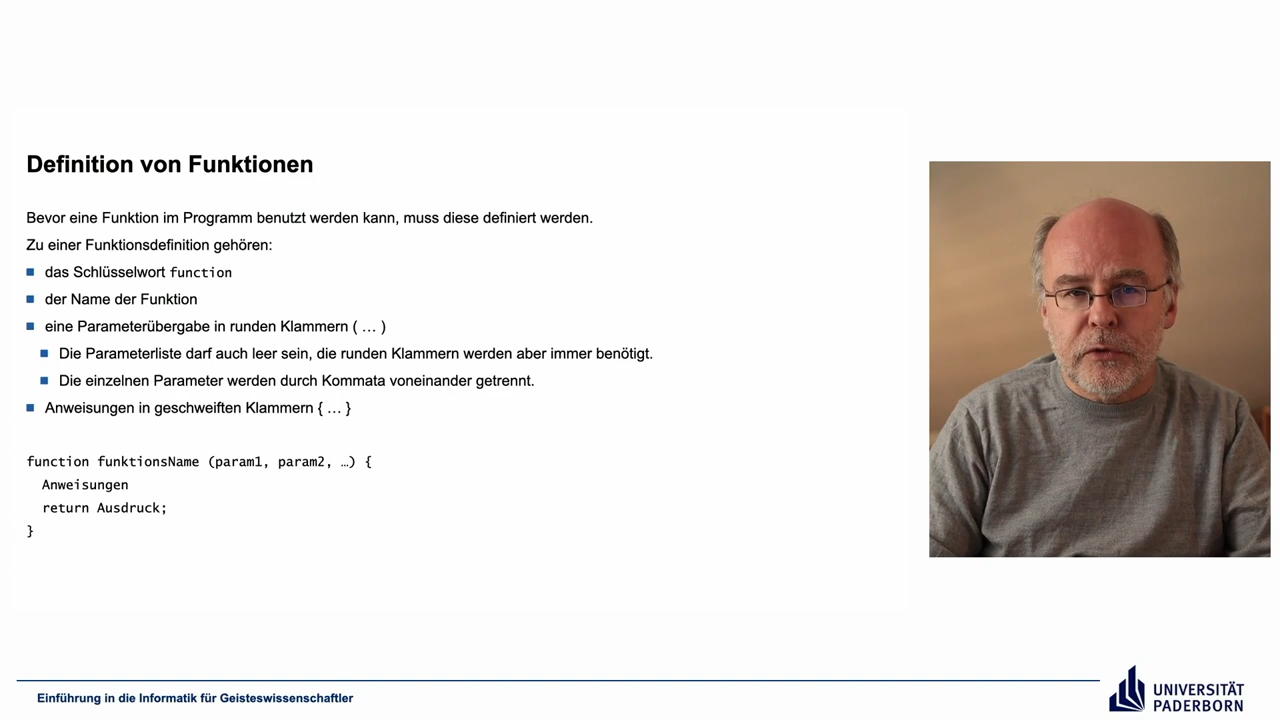 Definition von Funktionen
Bevor eine Funktion im Programm benutzt werden kann, muss diese definiert werden.
Zu einer Funktionsdefinition gehören:
das Schlüsselwort function
der Name der Funktion
eine Parameterübergabe in runden Klammern ( … )
Die Parameterliste darf auch leer sein, die runden Klammern werden aber immer benötigt.
Die einzelnen Parameter werden durch Kommata voneinander getrennt.
Anweisungen in geschweiften Klammern { … }
function funktionsName (param1, param2, …) {
Anweisungen
return Ausdruck;
}
Einführung in die Informatik für Geisteswissenschaftler
UNIVERSITÄT
PADERBORN